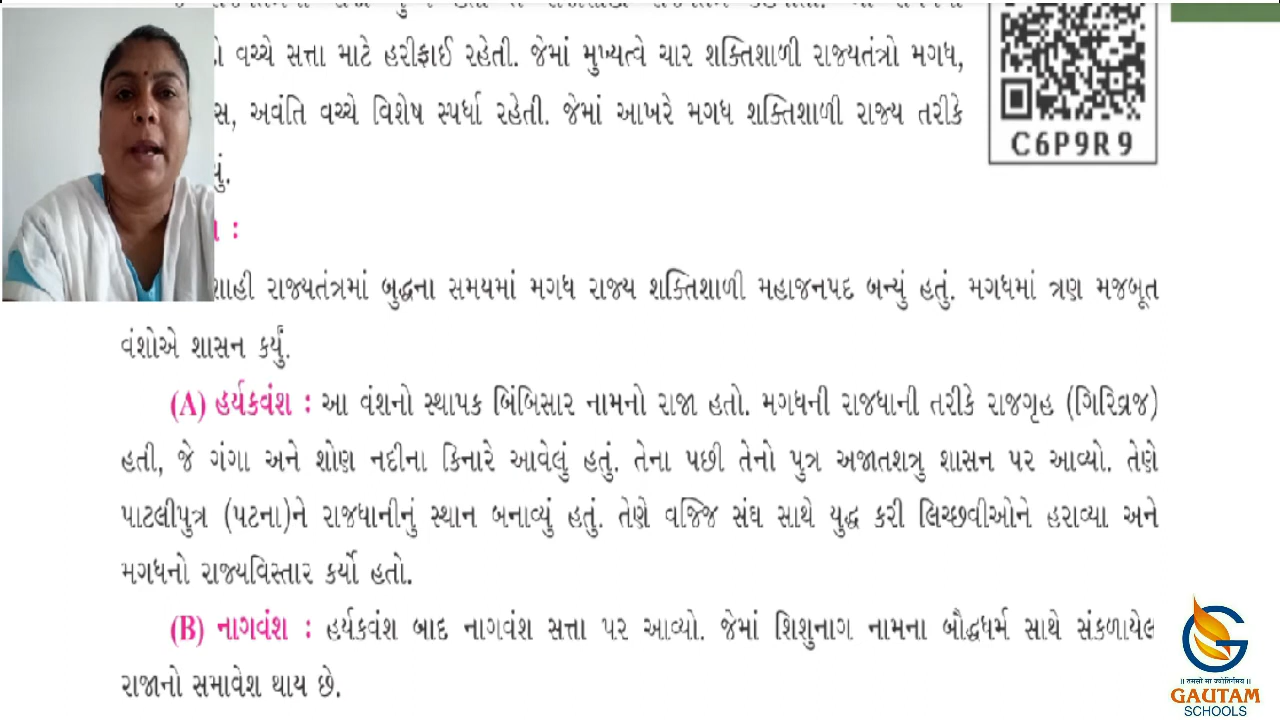 વચ્ચે સત્તા માટે હરીફાઈ રહેતી. જેમાં મુખ્યત્વે ચાર શક્તિશાળી રાજ્યતંત્રો મગધ,
અવંતિ વચ્ચે વિશેષ સ્પર્ધા રહેતી. જેમાં આખરે મગધ શક્તિશાળી રાજ્ય તરીકે
C6P9R9
રાજ્યતંત્રમાં બુદ્ધના સમયમાં મગધ રાજ્ય શક્તિશાળી મહાજનપદ બન્યું હતું. મગધમાં ત્રણ મજબૂત
વંશોએ શાસન કર્યું.
(A) હર્યકવંશ : આ વંશનો સ્થાપક બિંબિસાર નામનો રાજા હતો. મગધની રાજધાની તરીકે રાજગૃહ (ગિરિવ્રજ)
હતી, જે ગંગા અને શોણ નદીના કિનારે આવેલું હતું. તેના પછી તેનો પુત્ર અજાતશત્રુ શાસન પર આવ્યો. તેણે
પાટલીપુત્ર (પટના)ને રાજધાનીનું સ્થાન બનાવ્યું હતું. તેણે વજ્જિ સંઘ સાથે યુદ્ધ કરી લિચ્છવીઓને હરાવ્યા અને
મગધનો રાજ્યવિસ્તાર કર્યો હતો.
(B) નાગવંશ : હર્યકવંશ બાદ નાગવંશ સત્તા પર આવ્યો. જેમાં શિશુનાગ નામના બૌદ્ધધર્મ સાથે સંકળાયેલ
રાજાનો સમાવેશ થાય છે.
॥ तमसो मा ज्योतिर्गमय ॥
GAUTAM
SCHOOLS